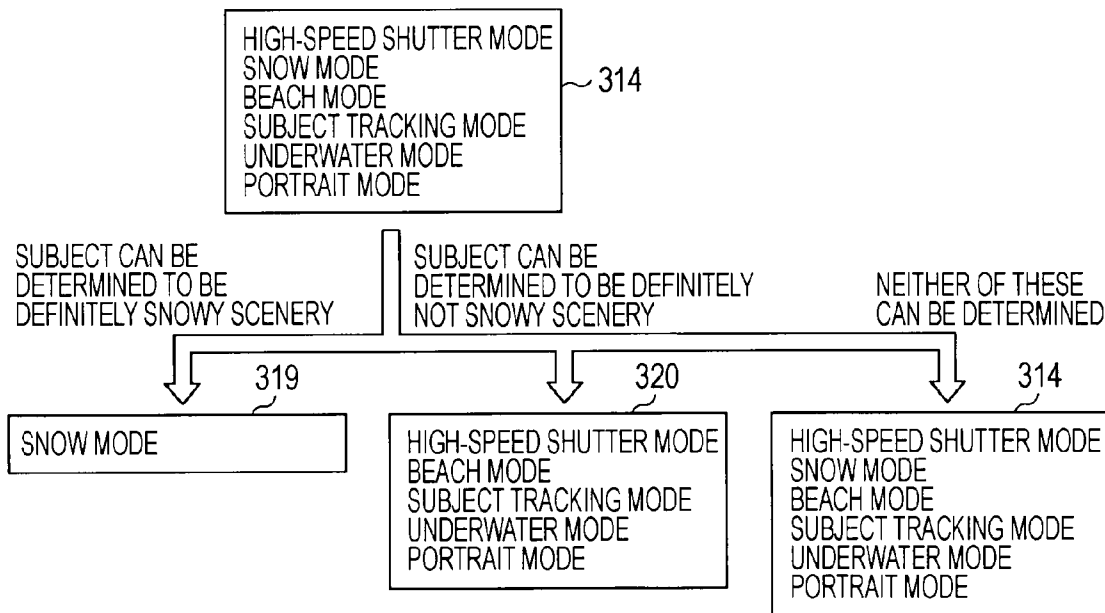 HIGH-SPEED SHUTTER MODE
SNOW MODE
BEACH MODE
SUBJECT TRACKING MODE
UNDERWATER MODE
PORTRAIT MODE
314
SUBJECT CAN BE
DETERMINED TO BE
DEFINITELY SNOWY SCENERY
SUBJECT CAN BE
DETERMINED TO BE DEFINITELY
NOT SNOWY SCENERY
NEITHER OF THESE
CAN BE DETERMINED
319
SNOW MODE
320
HIGH-SPEED SHUTTER MODE
BEACH MODE
SUBJECT TRACKING MODE
UNDERWATER MODE
PORTRAIT MODE
314
HIGH-SPEED SHUTTER MODE
SNOW MODE
BEACH MODE
SUBJECT TRACKING MODE
UNDERWATER MODE
PORTRAIT MODE